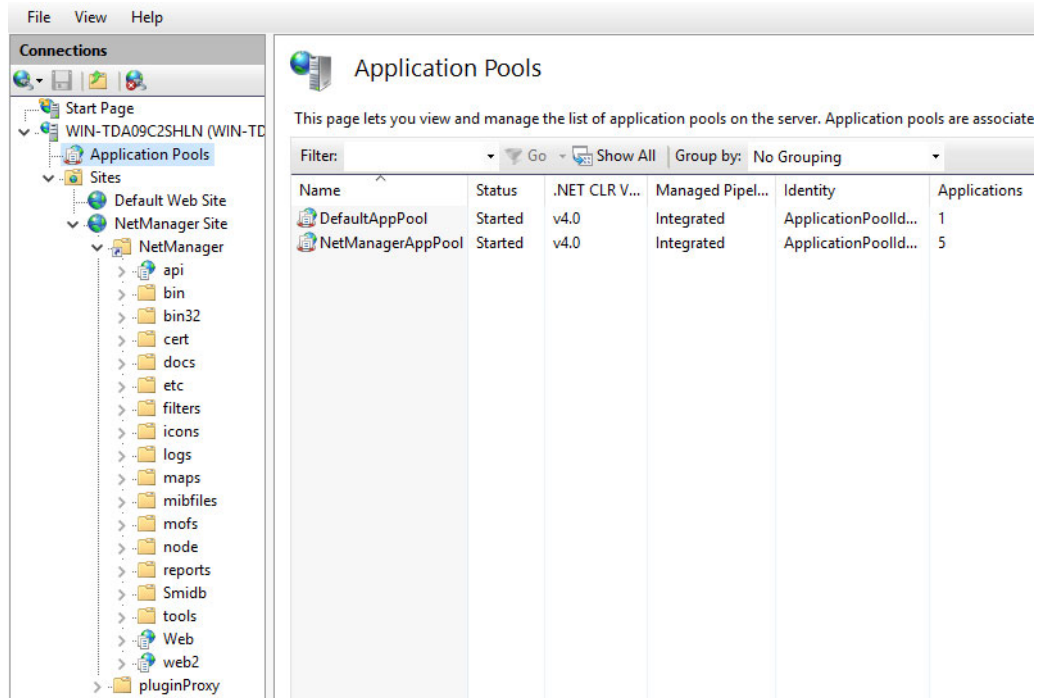 File View Help
Connections
Start Page
WIN-TDA09C2SHLN (WIN-TD
Application Pools
Sites
Default Web Site
NetManager Site
NetManager
api
bin
bin32
cert
docs
etc
filters
icons
logs
maps
mibfiles
mofs
node
reports
Smidb
tools
Web
web2
pluginProxy
Application Pools
This page lets you view and manage the list of application pools on the server. Application pools are associate
Filter: Go Show All Group by: No Grouping
Name Status .NET CLR V... Managed Pipel... Identity Applications
DefaultAppPool Started v4.0 Integrated ApplicationPoolId... 1
NetManagerAppPool Started v4.0 Integrated ApplicationPoolId... 5